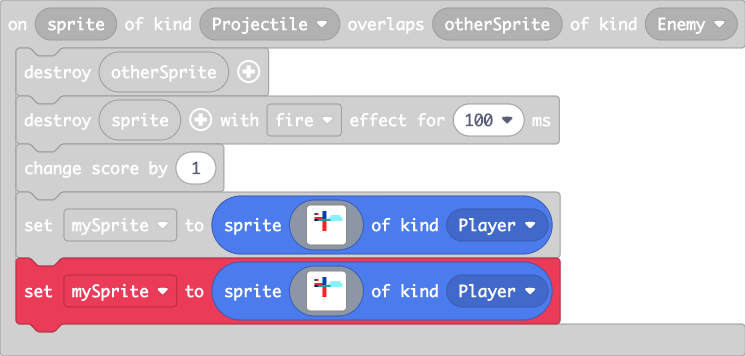 on sprite of kind Projectile overlaps otherSprite of kind Enemy
destroy otherSprite
destroy sprite with fire effect for 100 ms
change score by 1
set mySprite to sprite of kind Player
set mySprite to sprite of kind Player